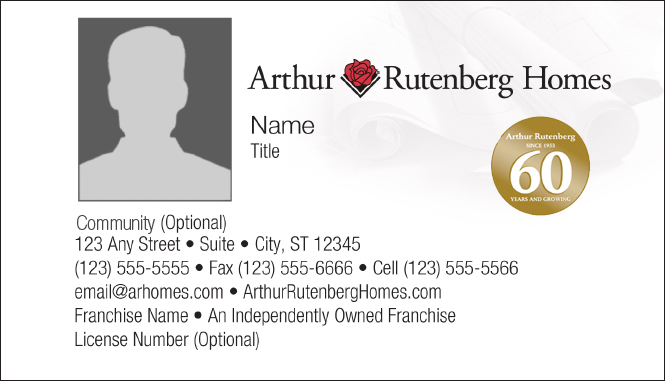 Arthur Rutenberg Homes
Name
Title
Arthur Rutenberg
SINCE 1953
60
YEARS AND GROWING
Community (Optional)
123 Any Street • Suite • City, ST 12345
(123) 555-5555 • Fax (123) 555-6666 • Cell (123) 555-5566
email@arhomes.com • ArthurRutenbergHomes.com
Franchise Name • An Independently Owned Franchise
License Number (Optional)